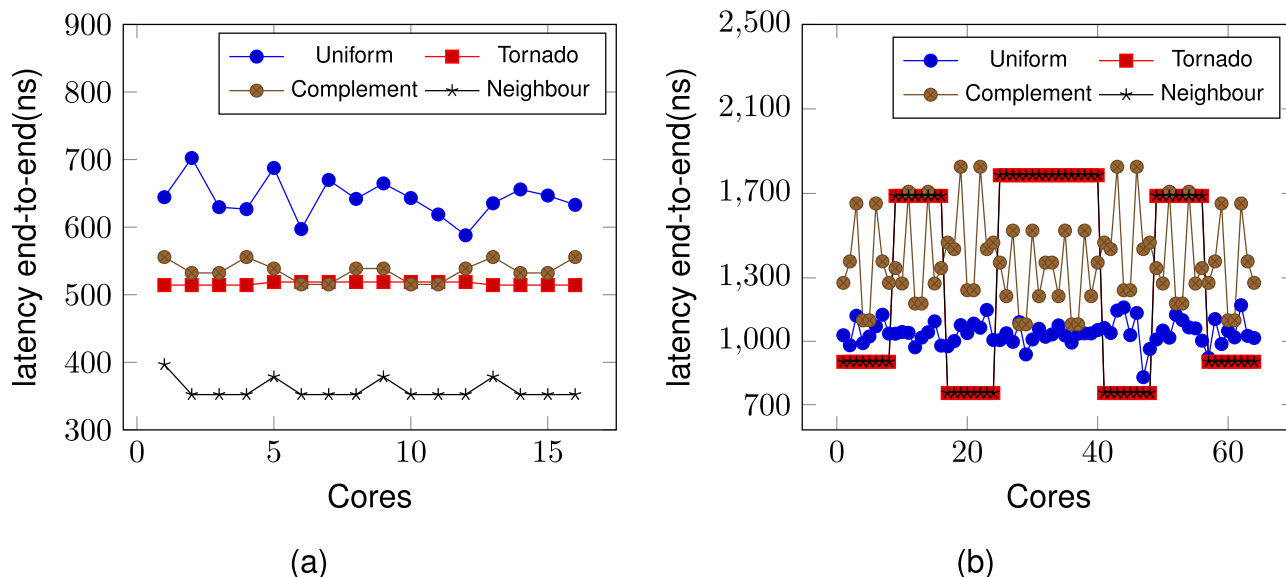 900
800
700
600
500
400
300
0
5
10
15
latency end-to-end(ns)
Cores
Uniform
Tornado
Complement
Neighbour
(a)
2,500
2,100
1,700
1,300
1,000
700
0
20
40
60
latency end-to-end(ns)
Cores
Uniform
Tornado
Complement
Neighbour
(b)